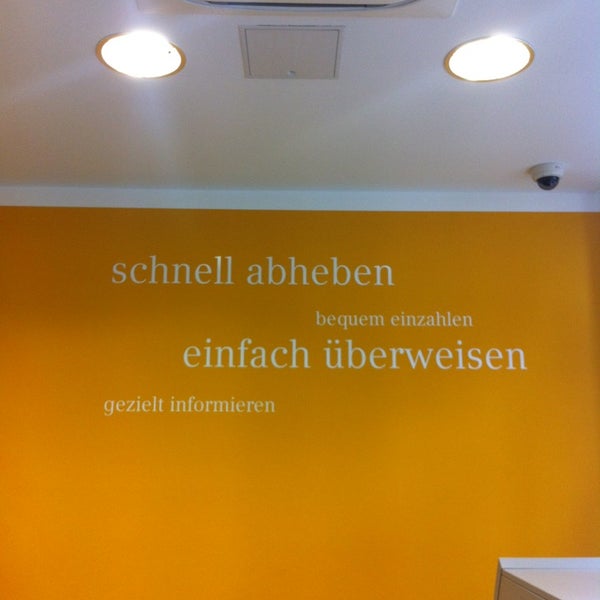 schnell abheben
bequem einzahlen
einfach überweisen
gezielt informieren